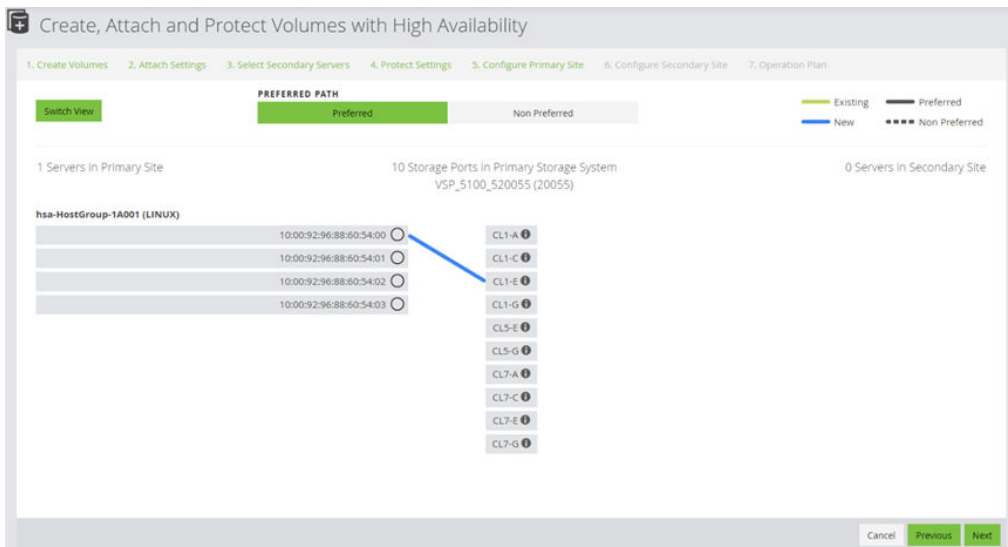 Create, Attach and Protect Volumes with High Availability
1. Create Volumes 2. Attach Settings 3. Select Secondary Servers 4. Protect Settings 5. Configure Primary Site 6. Configure Secondary Site 7. Operation Plan
Switch View
PREFERRED PATH
Preferred Non Preferred
Existing Preferred
New Non Preferred
1 Servers in Primary Site
10 Storage Ports in Primary Storage System
VSP_5100_520055 (20055)
0 Servers in Secondary Site
hsa-HostGroup-1A001 (LINUX)
10:00:92:96:88:60:54:00 CL1-A
10:00:92:96:88:60:54:01 CL1-C
10:00:92:96:88:60:54:02 CL1-E
10:00:92:96:88:60:54:03 CL1-G
CL5-E
CL5-G
CL7-A
CL7-C
CL7-E
CL7-G
Cancel Previous Next